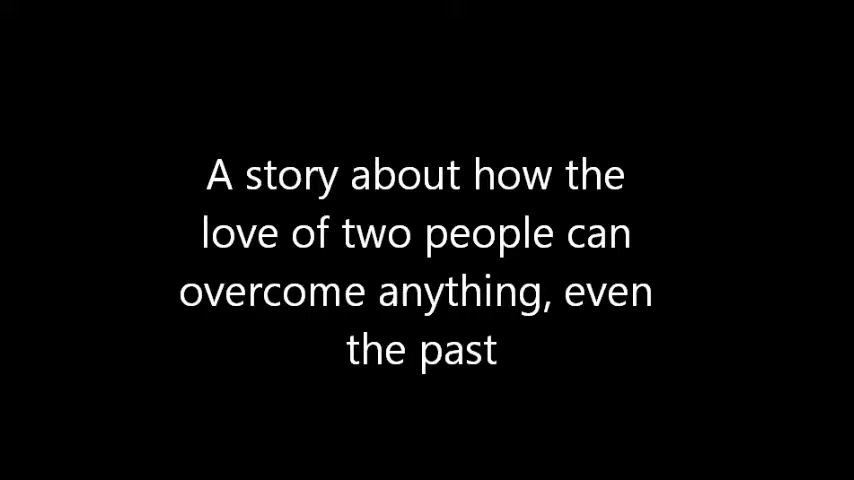 A story about how the
love of two people can
overcome anything, even
the past